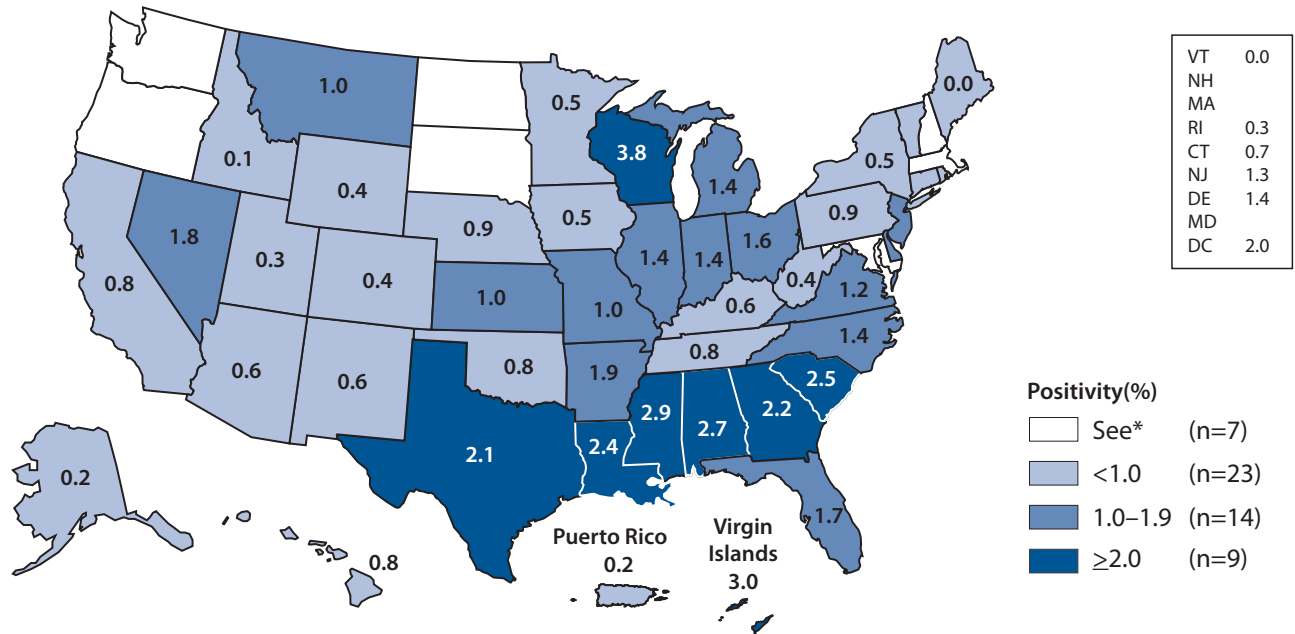 VT 0.0
NH
MA
RI 0.3
CT 0.7
NJ 1.3
DE 1.4
MD
DC 2.0
1.0
0.5
0.0
0.1
3.8
0.5
0.4
1.4
0.5
0.9
0.9
1.8
1.6
0.3
1.4
1.4
0.4
0.4
0.8
1.2
1.0
1.0
0.6
1.4
0.8
0.6
0.6
0.8
1.9
2.5
2.9
2.2
2.7
2.4
2.1
0.2
1.7
0.8
Puerto Rico
0.2
Virgin
Islands
3.0
Positivity(%)
See* (n=7)
<1.0 (n=23)
1.0–1.9 (n=14)
≥2.0 (n=9)